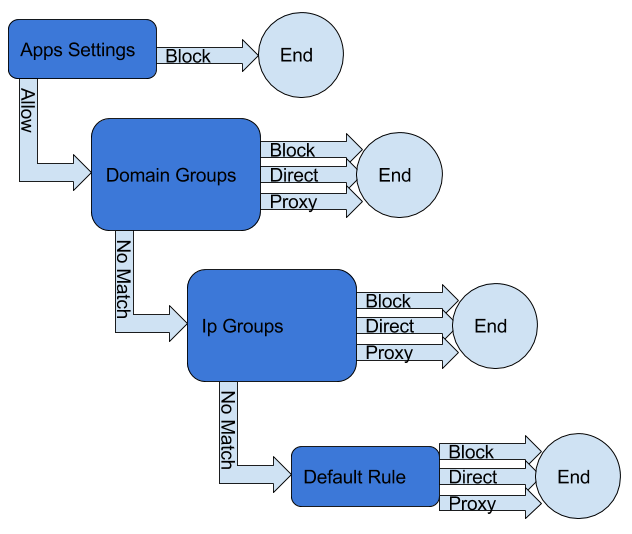 Apps Settings
Block
End
Allow
Domain Groups
Block
Direct
Proxy
End
No Match
Ip Groups
Block
Direct
Proxy
End
No Match
Default Rule
Block
Direct
Proxy
End